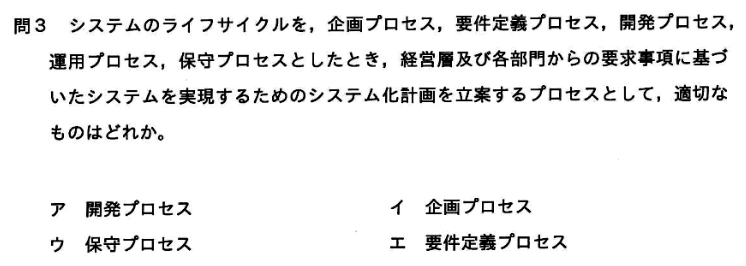 問３　システムのライフサイクルを，企画プロセス，要件定義プロセス，開発プロセス，
運用プロセス，保守プロセスとしたとき，経営層及び各部門からの要求事項に基づ
いたシステムを実現するためのシステム化計画を立案するプロセスとして，適切な
ものはどれか。
ア　開発プロセス　イ　企画プロセス
ウ　保守プロセス　エ　要件定義プロセス